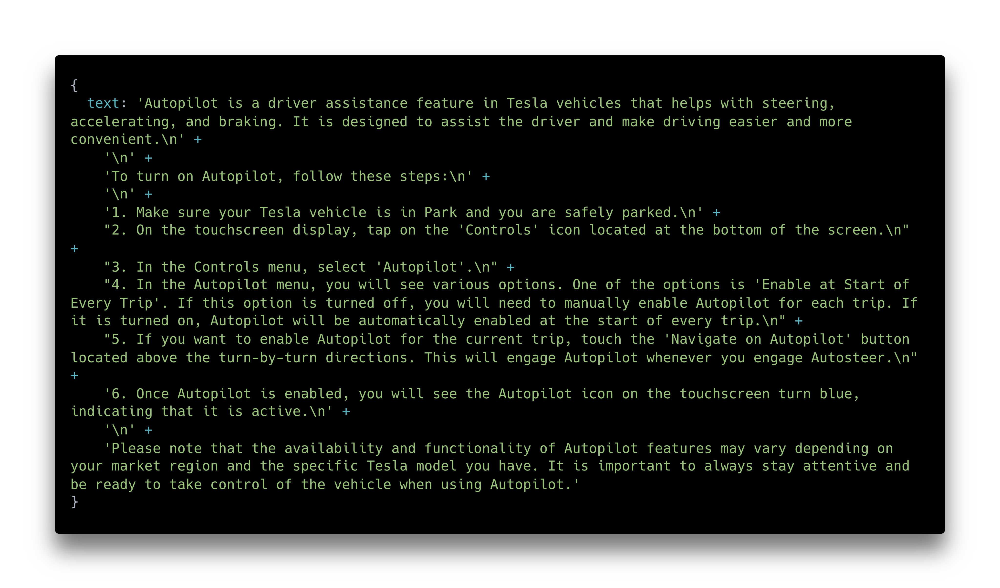 {
  text: 'Autopilot is a driver assistance feature in Tesla vehicles that helps with steering,
accelerating, and braking. It is designed to assist the driver and make driving easier and more
convenient.\n' +
    '\n' +
    'To turn on Autopilot, follow these steps:\n' +
    '\n' +
    '1. Make sure your Tesla vehicle is in Park and you are safely parked.\n' +
    "2. On the touchscreen display, tap on the 'Controls' icon located at the bottom of the screen.\n"
+
    "3. In the Controls menu, select 'Autopilot'.\n" +
    "4. In the Autopilot menu, you will see various options. One of the options is 'Enable at Start of
Every Trip'. If this option is turned off, you will need to manually enable Autopilot for each trip. If
it is turned on, Autopilot will be automatically enabled at the start of every trip.\n" +
    "5. If you want to enable Autopilot for the current trip, touch the 'Navigate on Autopilot' button
located above the turn-by-turn directions. This will engage Autopilot whenever you engage Autosteer.\n"
+
    '6. Once Autopilot is enabled, you will see the Autopilot icon on the touchscreen turn blue,
indicating that it is active.\n' +
    '\n' +
    'Please note that the availability and functionality of Autopilot features may vary depending on
your market region and the specific Tesla model you have. It is important to always stay attentive and
be ready to take control of the vehicle when using Autopilot.'
}